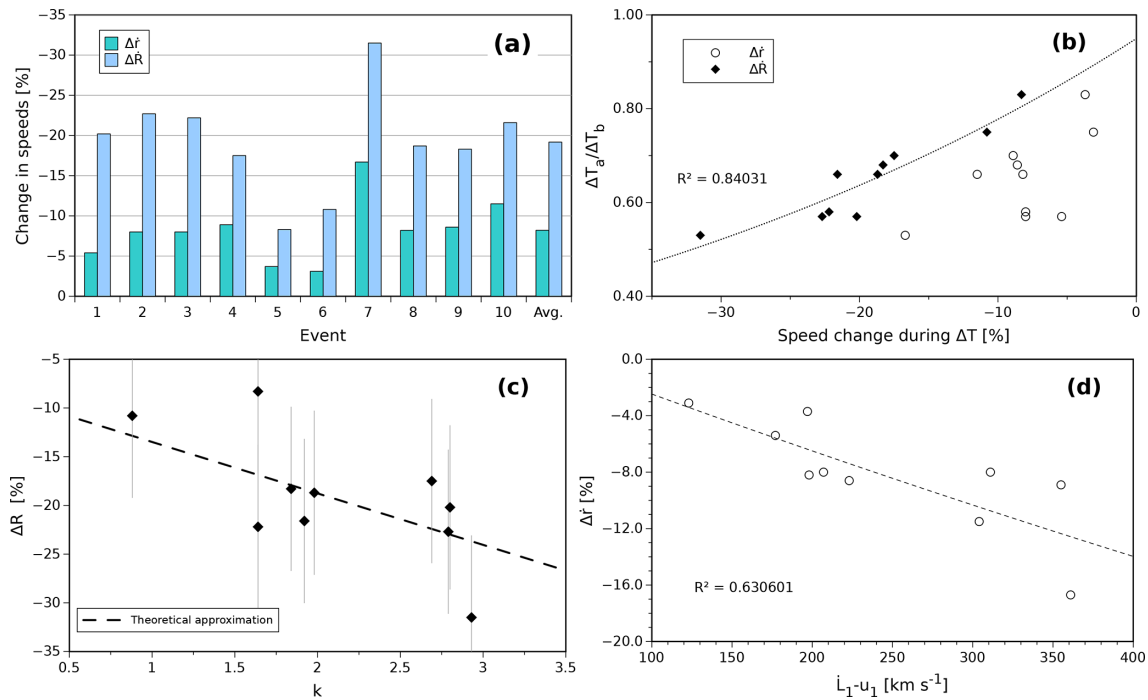 (a)
Δṙ
ΔṘ
Change in speeds [%]
−35
−30
−25
−20
−15
−10
−5
0
1 2 3 4 5 6 7 8 9 10 Avg.
Event
(b)
Δṙ
ΔṘ
ΔT_a/ΔT_b
1.00
0.80
0.60
0.40
R² = 0.84031
−30 −20 −10 0
Speed change during ΔT [%]
(c)
ΔR [%]
−5
−10
−15
−20
−25
−30
−35
Theoretical approximation
0.5 1 1.5 2 2.5 3 3.5
k
(d)
Δṙ [%]
0.0
−4.0
−8.0
−12.0
−16.0
−20.0
R² = 0.630601
100 150 200 250 300 350 400
L̇₁-u₁ [km s⁻¹]